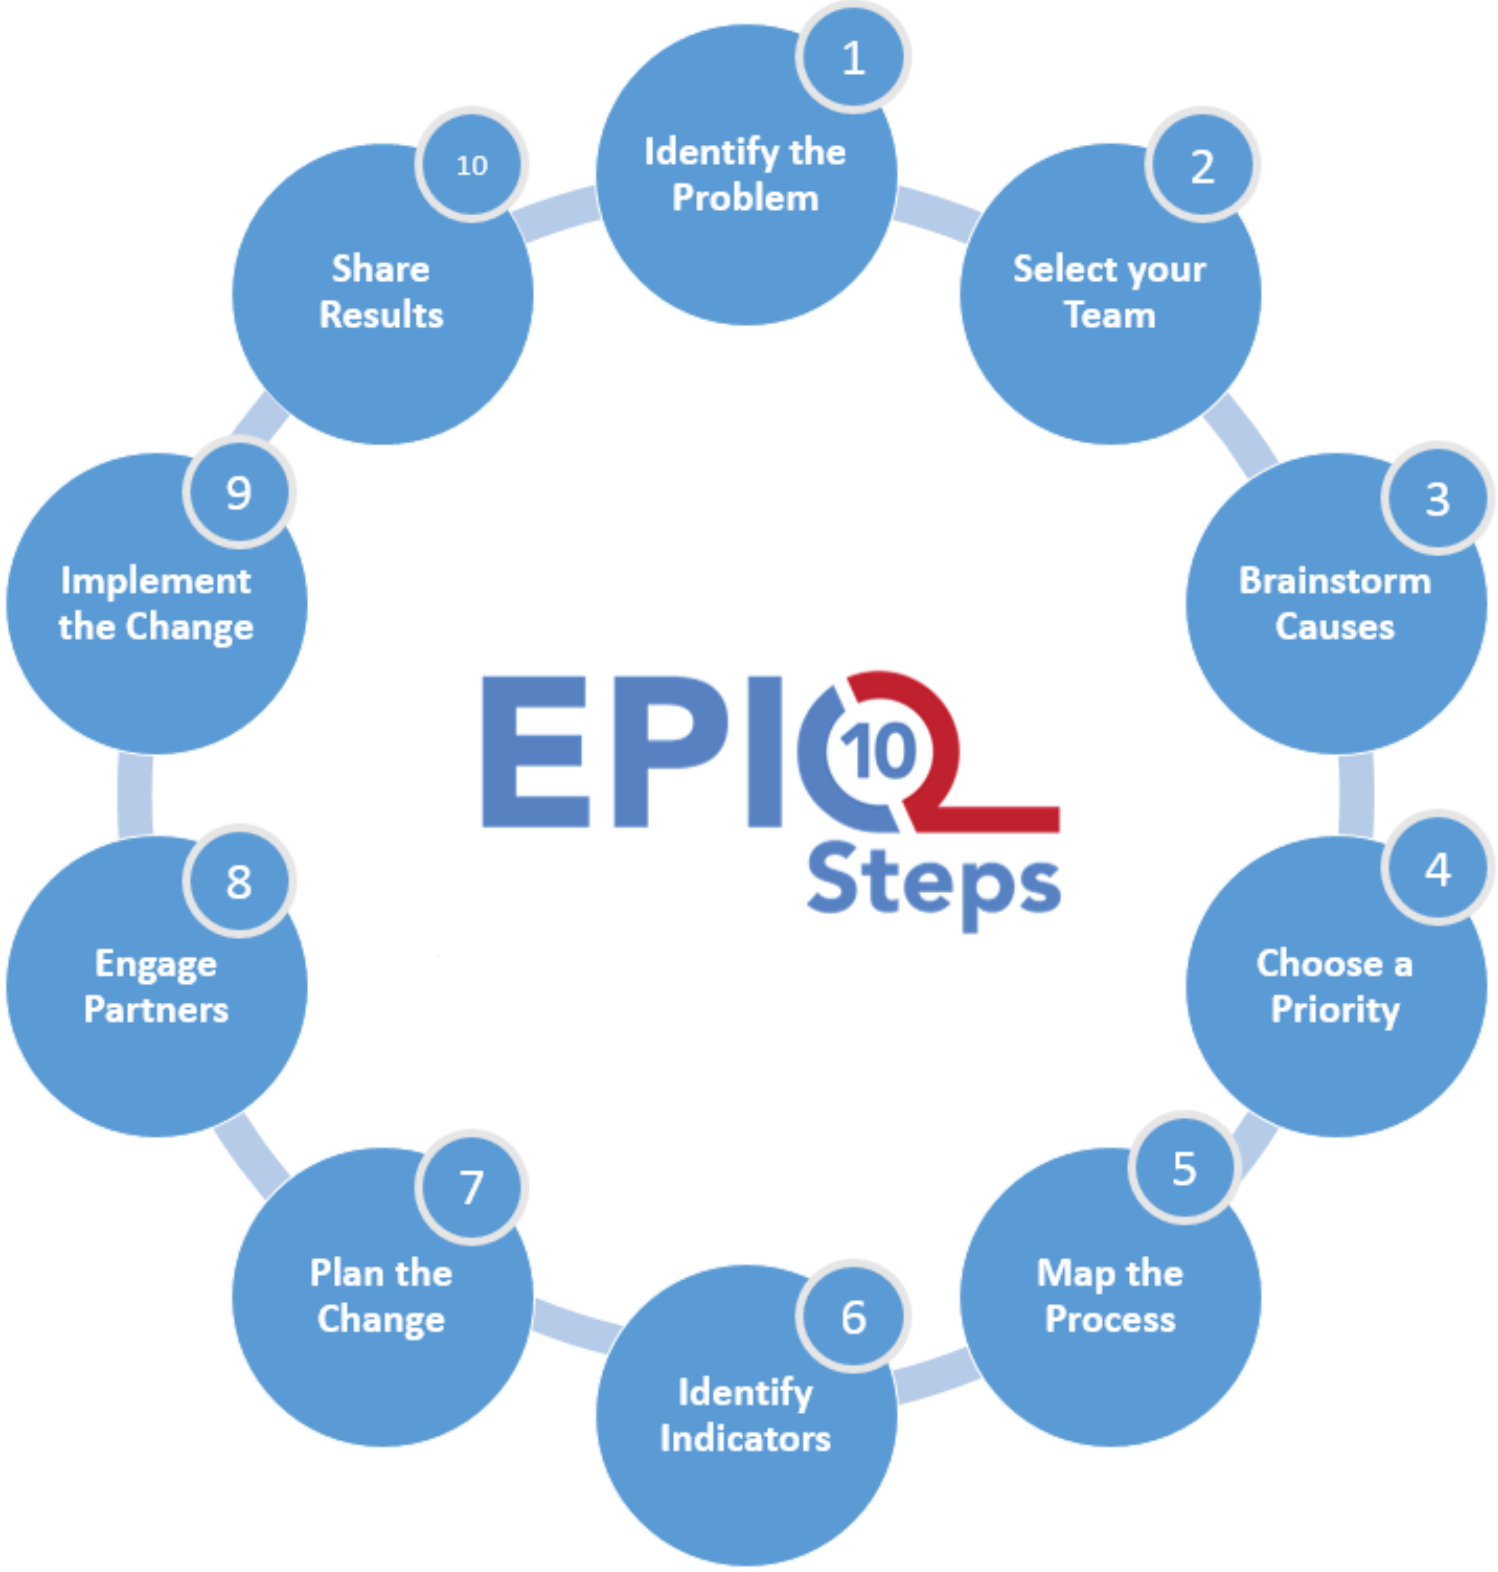 1
Identify the
Problem
2
Select your
Team
3
Brainstorm
Causes
4
Choose a
Priority
5
Map the
Process
6
Identify
Indicators
7
Plan the
Change
8
Engage
Partners
9
Implement
the Change
10
Share
Results
EPIQ
10
Steps